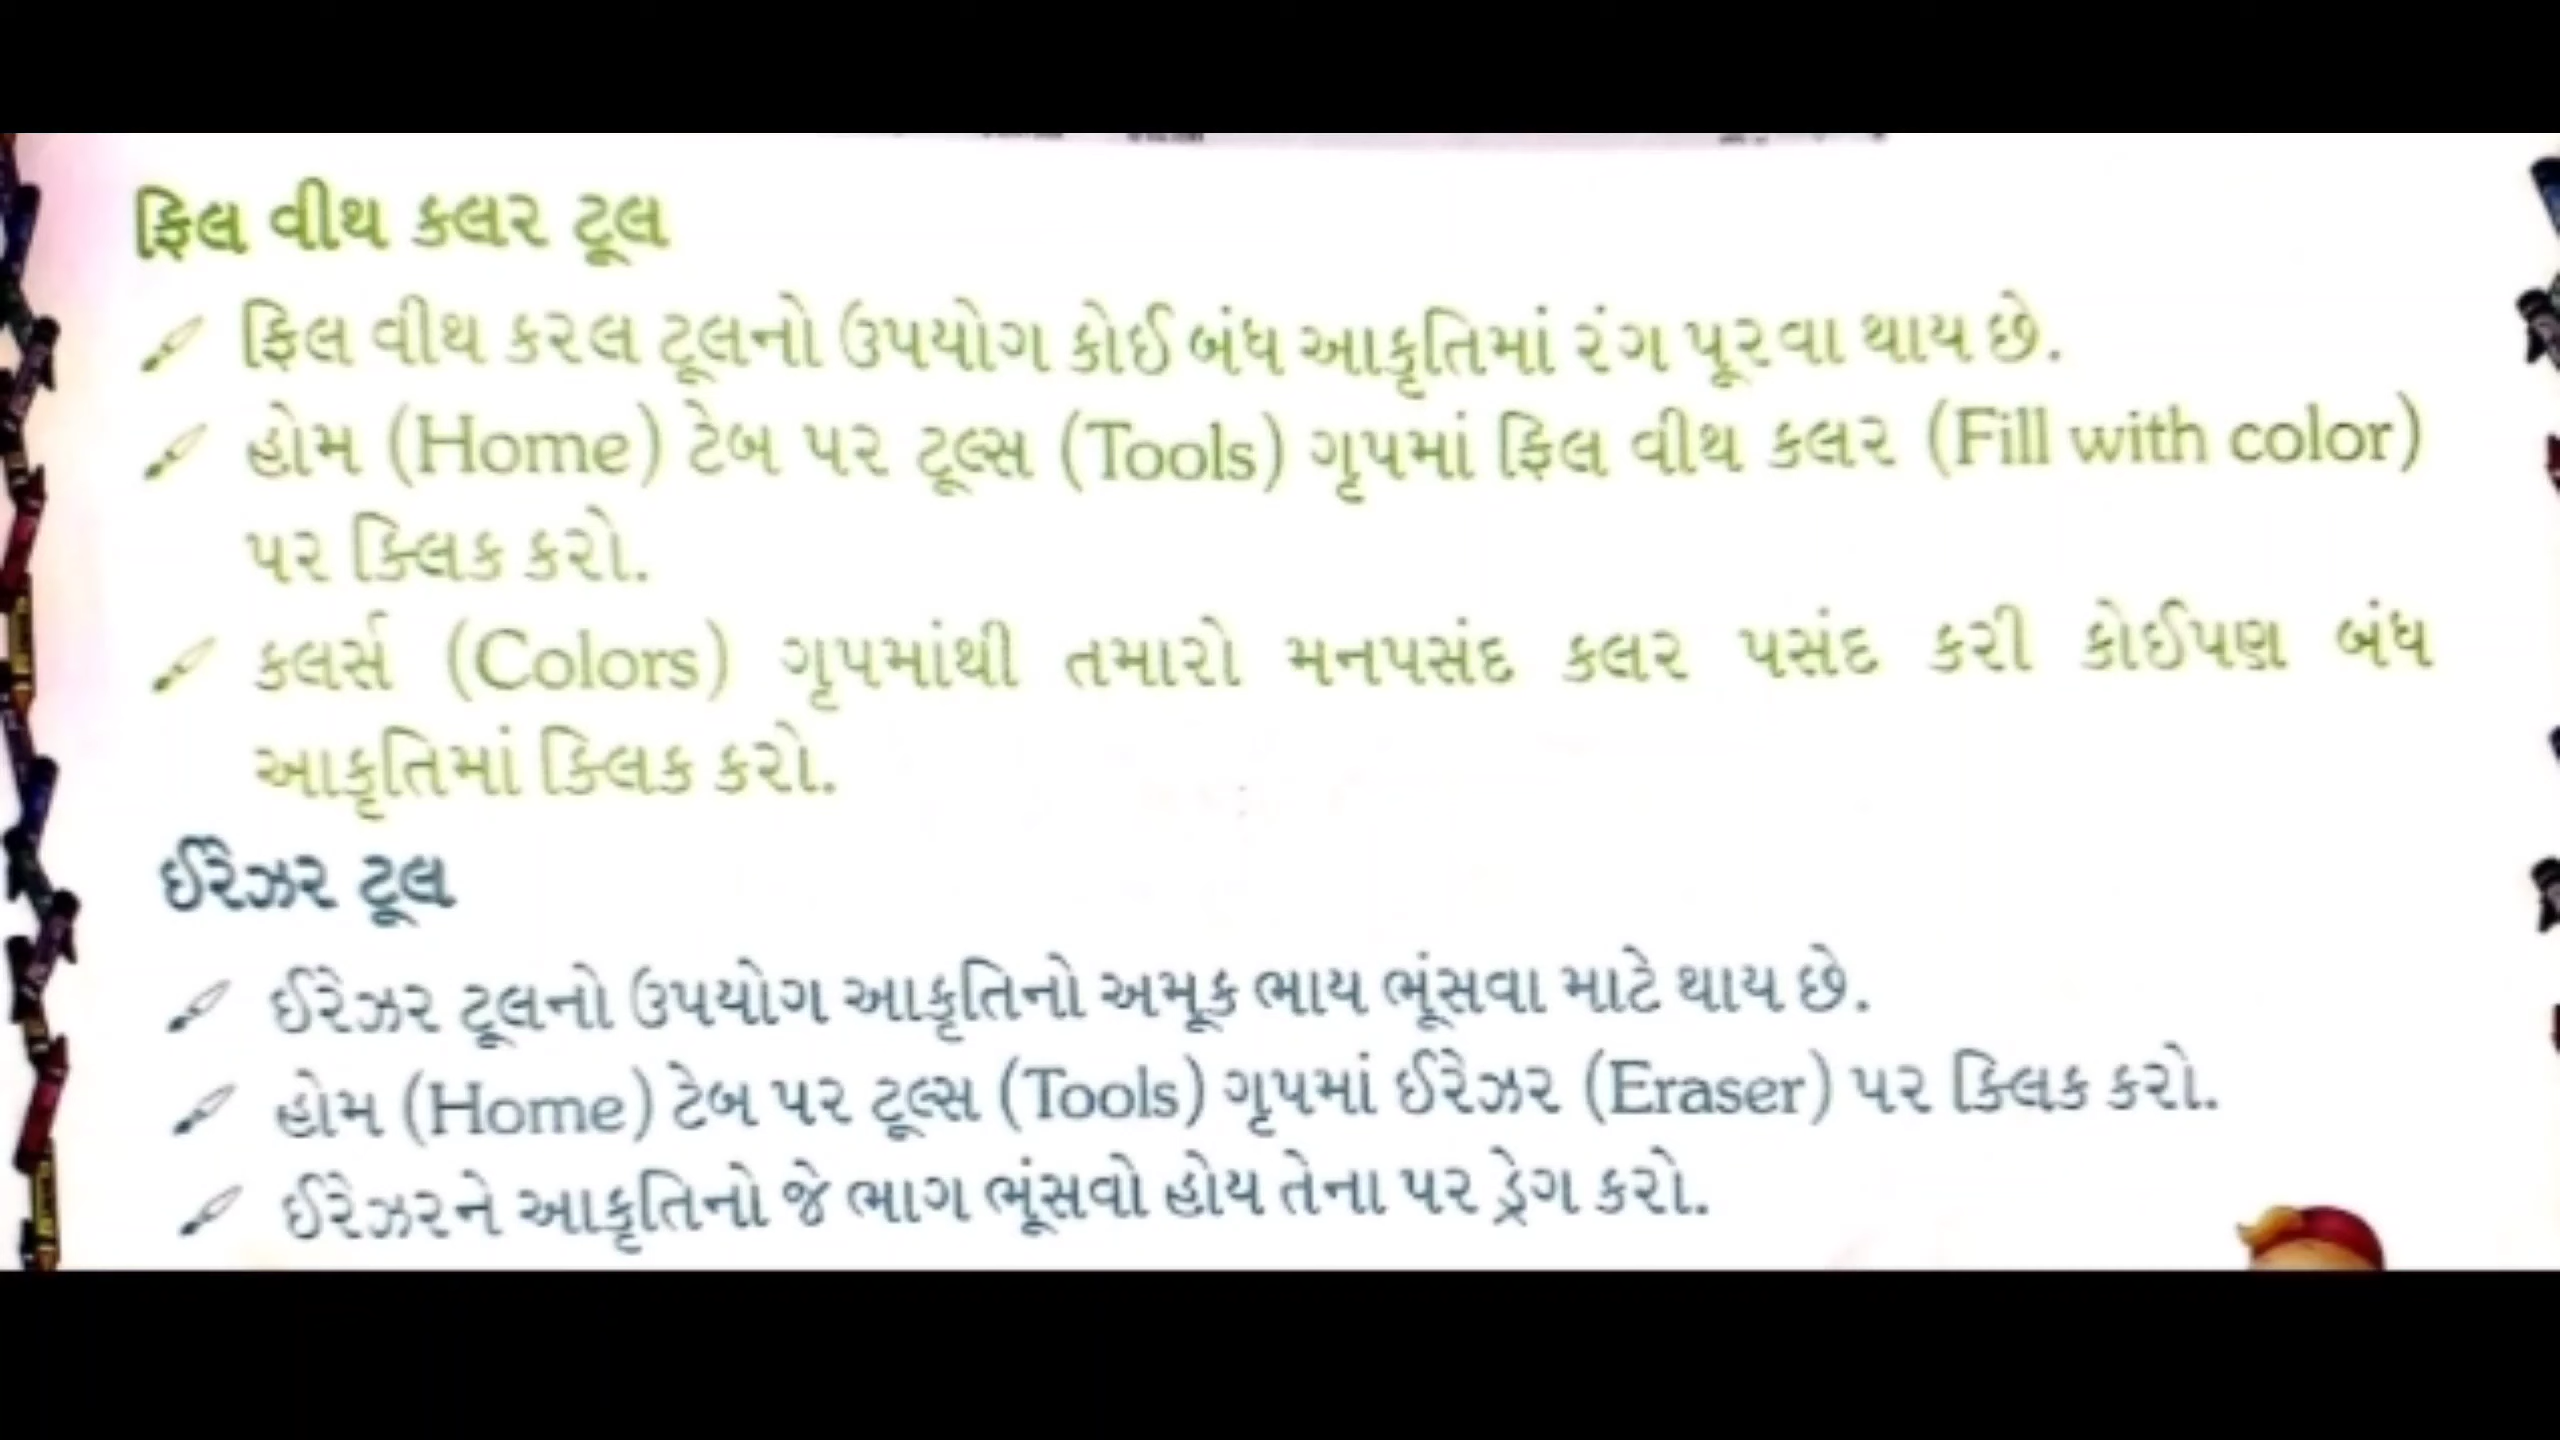 ફિલ વીથ કલર ટૂલ
ફિલ વીથ કરલ ટૂલનો ઉપયોગ કોઈ બંધ આકૃતિમાં રંગ પૂરવા થાય છે.
હોમ (Home) ટેબ પર ટૂલ્સ (Tools) ગૃપમાં ફિલ વીથ કલર (Fill with color)
પર ક્લિક કરો.
કલર્સ (Colors) ગૃપમાંથી તમારો મનપસંદ કલર પસંદ કરી કોઈપણ બંધ
આકૃતિમાં ક્લિક કરો.
ઈરેઝર ટૂલ
ઈરેઝર ટૂલનો ઉપયોગ આકૃતિનો અમૂક ભાય ભૂંસવા માટે થાય છે.
હોમ (Home) ટેબ પર ટૂલ્સ (Tools) ગૃપમાં ઈરેઝર (Eraser) પર ક્લિક કરો.
ઈરેઝરને આકૃતિનો જે ભાગ ભૂંસવો હોય તેના પર ડ્રેગ કરો.